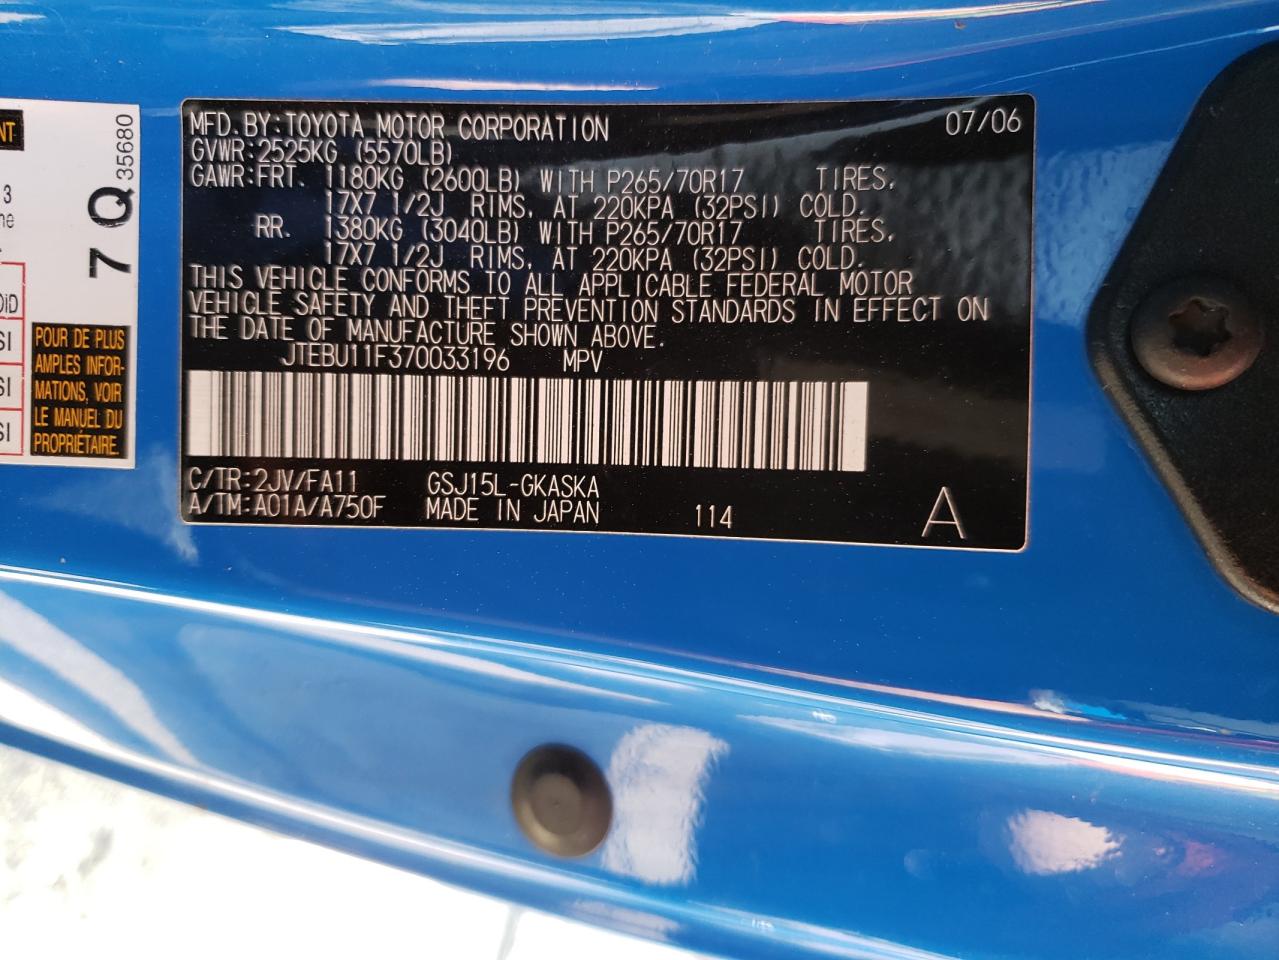 MFD.BY:TOYOTA MOTOR CORPORATION 07/06
GVWR:2525KG (5570LB)
GAWR:FRT. 1180KG (2600LB) WITH P265/70R17 TIRES,
17X7 1/2J RIMS, AT 220KPA (32PSI) COLD.
RR. 1380KG (3040LB) WITH P265/70R17 TIRES,
17X7 1/2J RIMS, AT 220KPA (32PSI) COLD.
THIS VEHICLE CONFORMS TO ALL APPLICABLE FEDERAL MOTOR
VEHICLE SAFETY AND THEFT PREVENTION STANDARDS IN EFFECT ON
THE DATE OF MANUFACTURE SHOWN ABOVE.
JTEBU11F370033196 MPV
C/TR:2JV/FA11 GSJ15L-GKASKA
A/TM:A01A/A750F MADE IN JAPAN 114 A
7 Q 35680
3
POUR DE PLUS
AMPLES INFOR-
MATIONS, VOIR
LE MANUEL DU
PROPRIÉTAIRE.